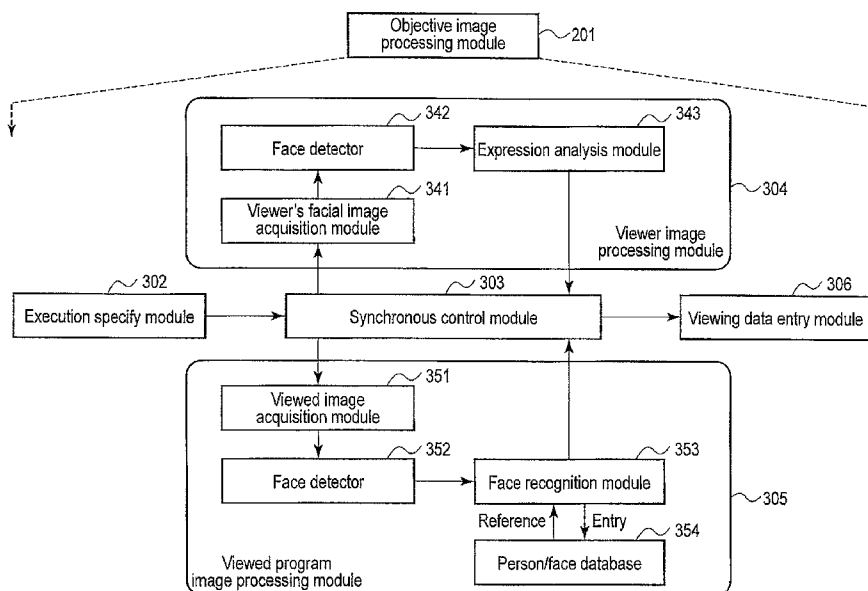 Objective image
processing module
201
342
Face detector
343
Expression analysis module
341
Viewer's facial image
acquisition module
304
Viewer image
processing module
302
Execution specify module
303
Synchronous control module
306
Viewing data entry module
351
Viewed image
acquisition module
352
Face detector
353
Face recognition module
305
Reference
Entry
354
Person/face database
Viewed program
image processing module